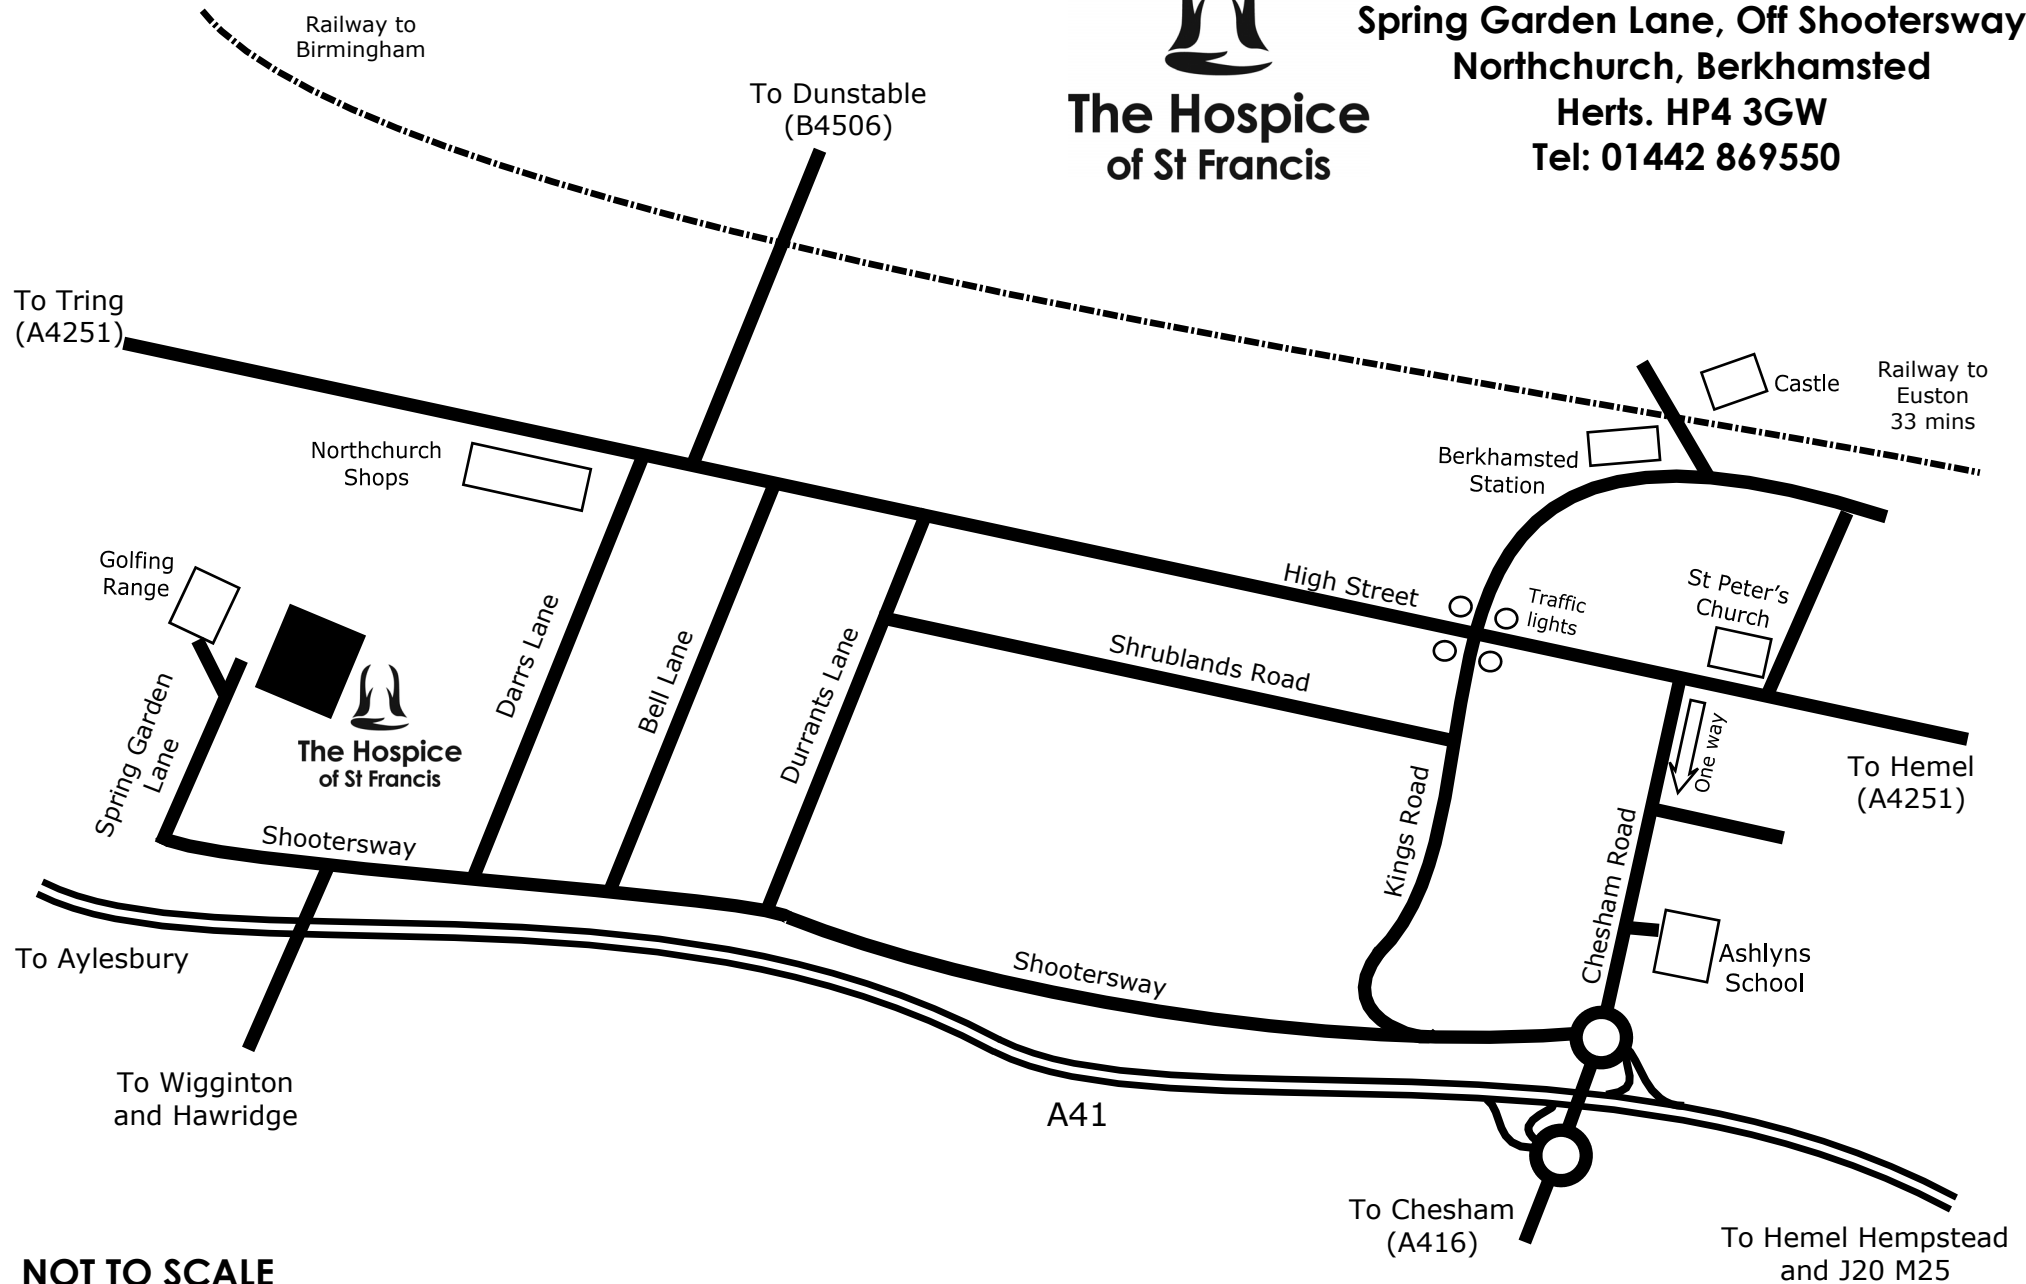 Railway to
Birmingham
To Dunstable
(B4506)
The Hospice
of St Francis
Spring Garden Lane, Off Shootersway
Northchurch, Berkhamsted
Herts. HP4 3GW
Tel: 01442 869550
To Tring
(A4251)
Northchurch
Shops
Castle
Railway to
Euston
33 mins
Berkhamsted
Station
Golfing
Range
High Street
Traffic
lights
St Peter’s
Church
Shrublands Road
Darrs Lane
Bell Lane
Durrants Lane
Spring Garden
Lane
The Hospice
of St Francis
One way
To Hemel
(A4251)
Kings Road
Chesham Road
Shootersway
Ashlyns
School
To Aylesbury
Shootersway
To Wigginton
and Hawridge
A41
To Chesham
(A416)
To Hemel Hempstead
and J20 M25
NOT TO SCALE